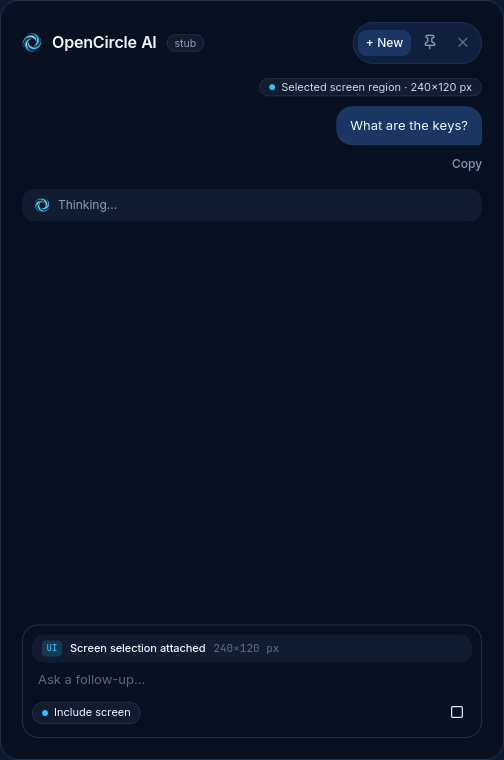 OpenCircle AI stub + New
Selected screen region · 240×120 px
What are the keys?
Copy
Thinking...
UI Screen selection attached 240×120 px
Ask a follow-up...
Include screen